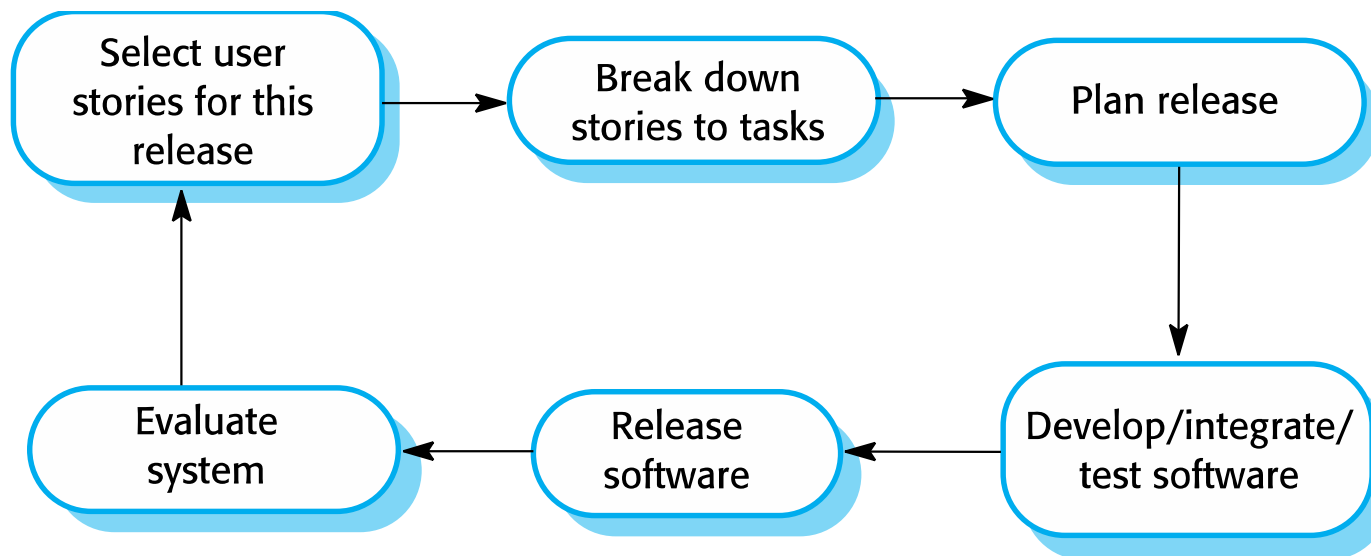 Select user
stories for this
release
Break down
stories to tasks
Plan release
Develop/integrate/
test software
Release
software
Evaluate
system